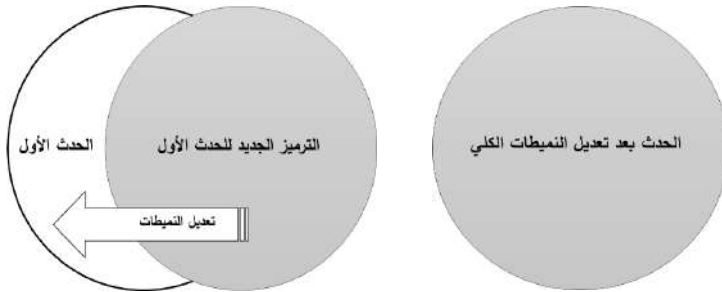 الحدث بعد تعديل النميطات الكلي
الترميز الجديد للحدث الأول
الحدث الأول
تعديل النميطات